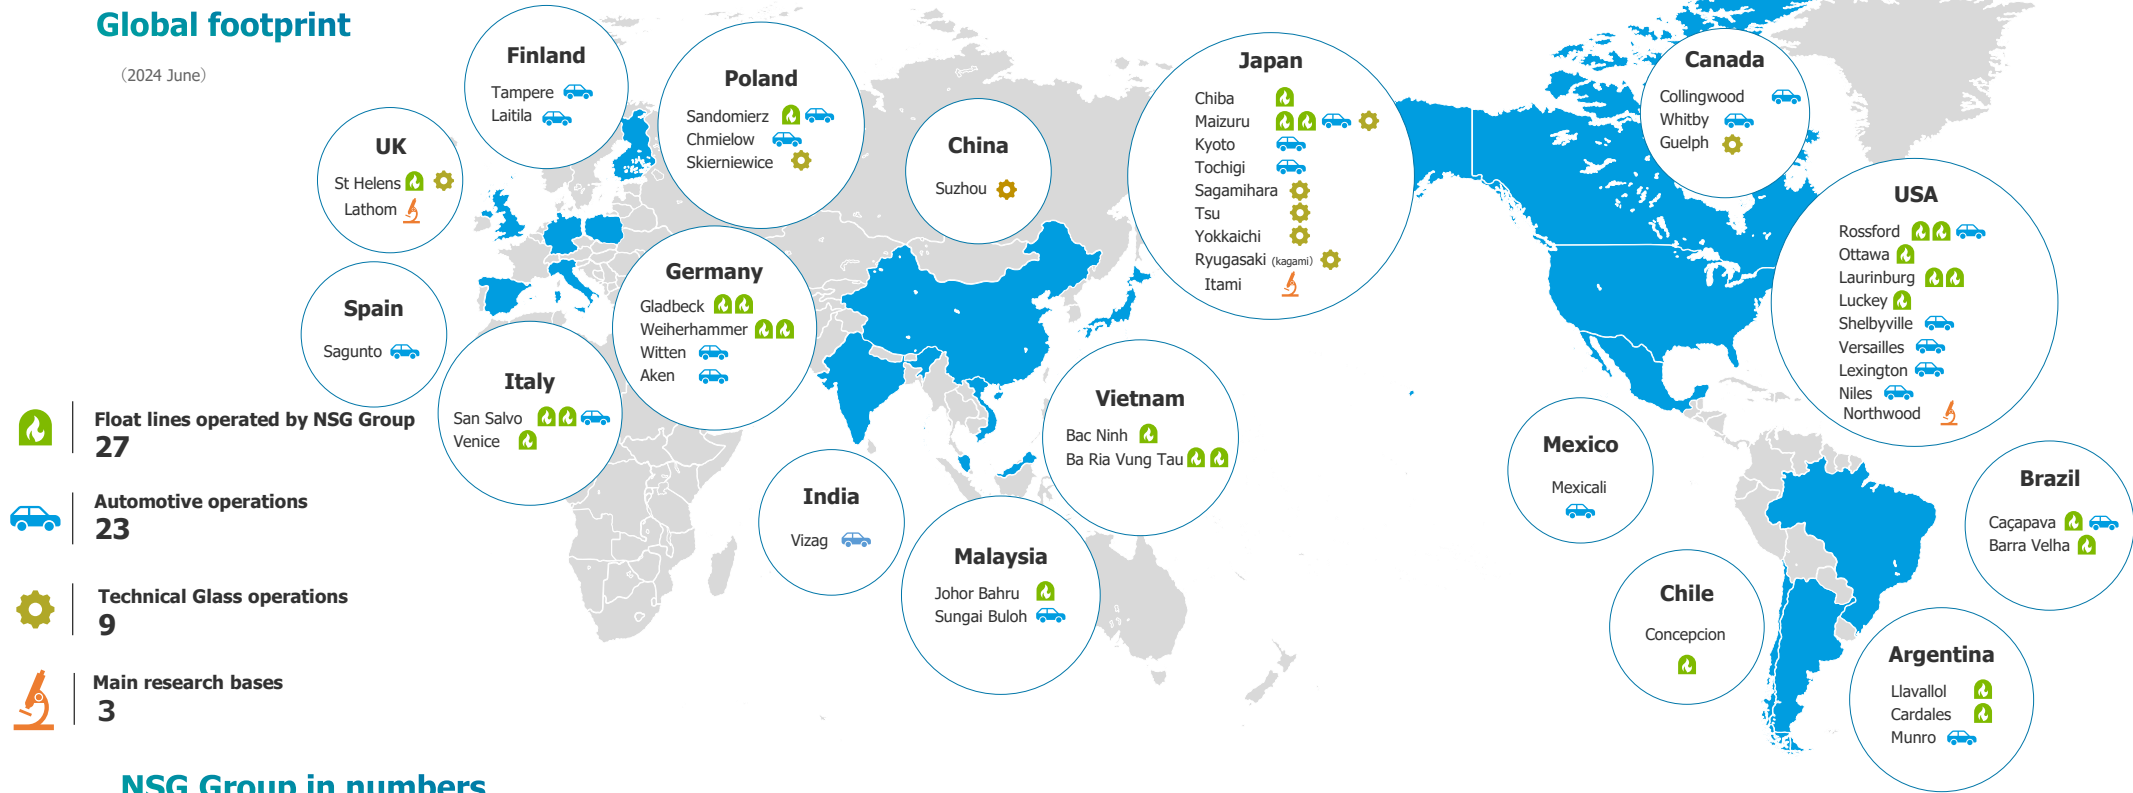 Global footprint
（2024 June）
Finland
Tampere
Laitila
Poland
Sandomierz
Chmielow
Skierniewice
UK
St Helens
Lathom
China
Suzhou
Japan
Chiba
Maizuru
Kyoto
Tochigi
Sagamihara
Tsu
Yokkaichi
Ryugasaki (kagami)
Itami
Canada
Collingwood
Whitby
Guelph
USA
Rossford
Ottawa
Laurinburg
Luckey
Shelbyville
Versailles
Lexington
Niles
Northwood
Spain
Sagunto
Germany
Gladbeck
Weiherhammer
Witten
Aken
Italy
San Salvo
Venice
Vietnam
Bac Ninh
Ba Ria Vung Tau
India
Vizag
Malaysia
Johor Bahru
Sungai Buloh
Mexico
Mexicali
Brazil
Caçapava
Barra Velha
Chile
Concepcion
Argentina
Llavallol
Cardales
Munro
Float lines operated by NSG Group
27
Automotive operations
23
Technical Glass operations
9
Main research bases
3
NSG Group in numbers